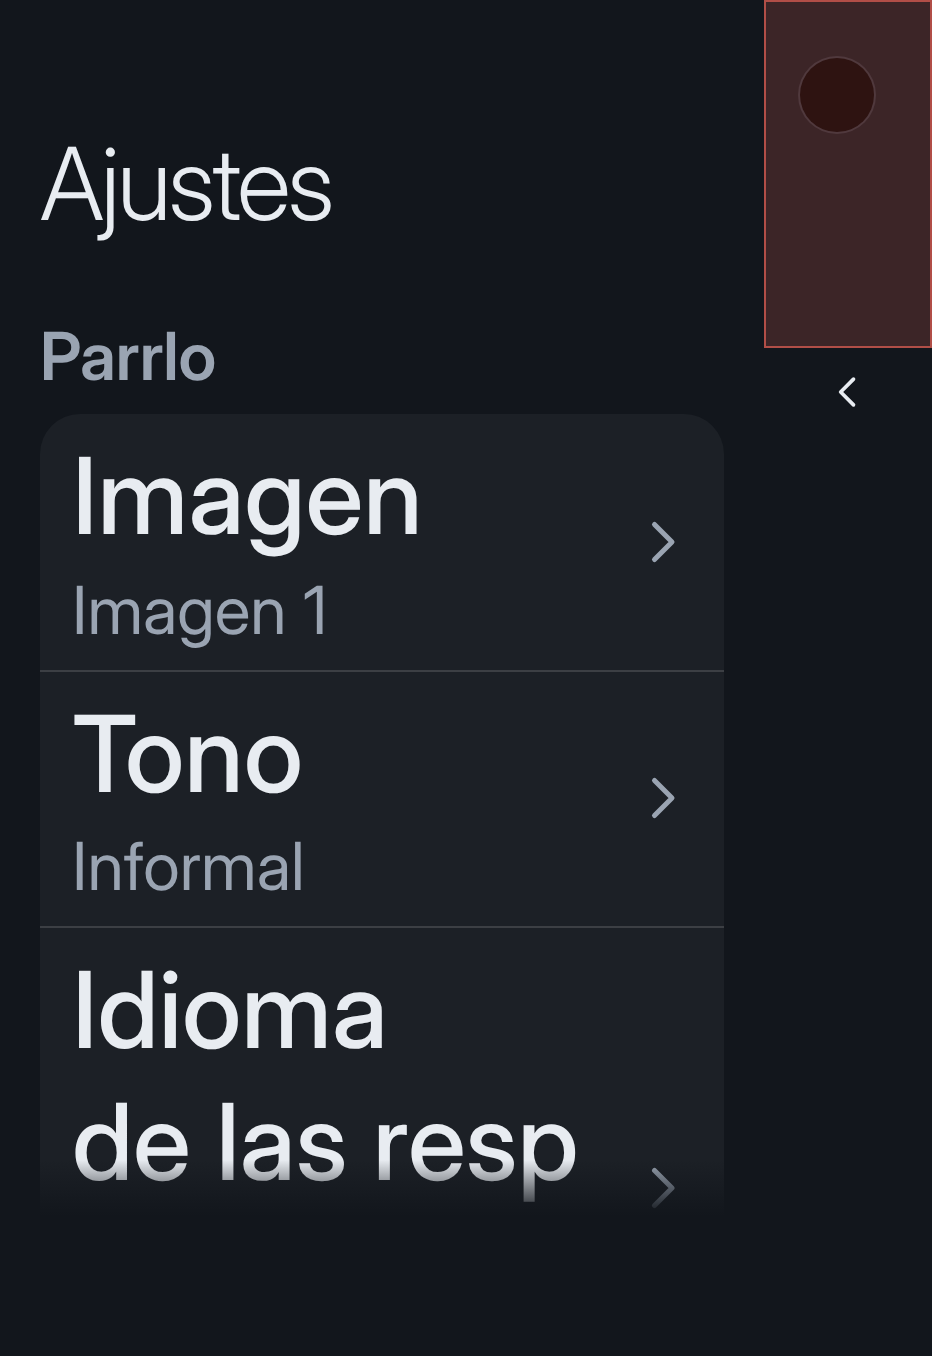 Ajustes
Parrlo
Imagen
Imagen 1
Tono
Informal
Idioma
de las resp